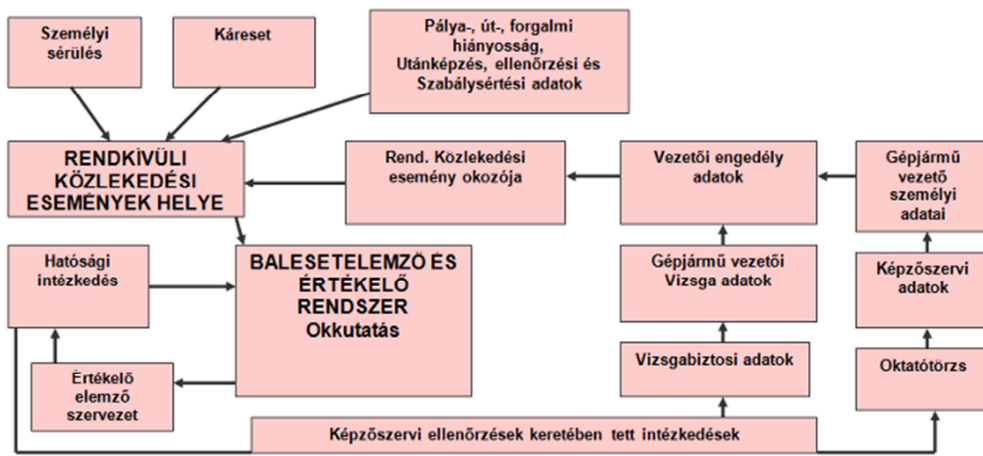 Személyi
sérülés
Káreset
Pálya-, út-, forgalmi
hiányosság,
Utánképzés, ellenőrzési és
Szabálysértési adatok
RENDKÍVÜLI
KÖZLEKEDÉSI
ESEMÉNYEK HELYE
Rend. Közlekedési
esemény okozója
Vezetői engedély
adatok
Gépjármű
vezető
személyi
adatai
Hatósági
intézkedés
BALESETELEMZŐ ÉS
ÉRTÉKELŐ
RENDSZER
Okkutatás
Gépjármű vezetői
Vizsga adatok
Képzőszervi
adatok
Értékelő
elemző
szervezet
Vizsgabiztosi adatok
Oktatótörzs
Képzőszervi ellenőrzések keretében tett intézkedések